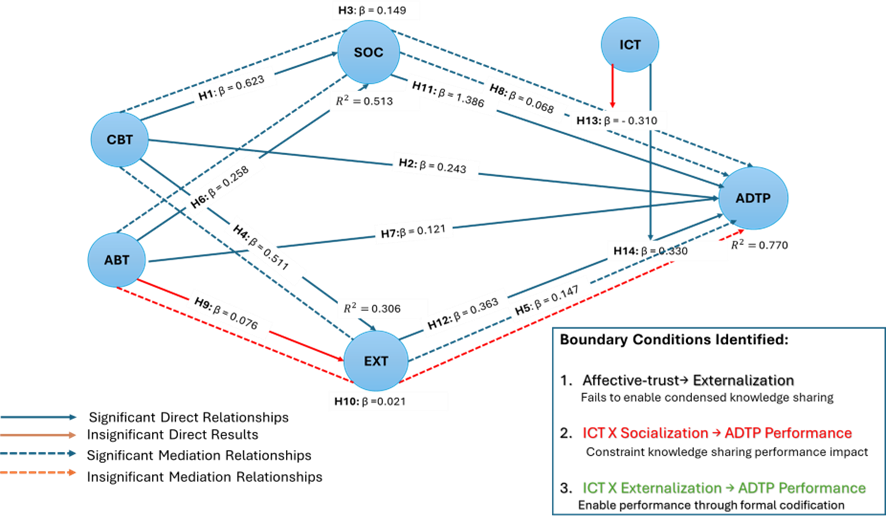 H3: β = 0.149
SOC
ICT
H1: β = 0.623
R² = 0.513
H11: β = 1.386
H8: β = 0.068
H13: β = - 0.310
CBT
H2: β = 0.243
H6: β = 0.258
ADTP
H7:β = 0.121
H4: β = 0.511
ABT
R² = 0.770
H14: β = 0.330
H9: β = 0.076
R² = 0.306
H12: β = 0.363
H5: β = 0.147
EXT
H10: β =0.021
Significant Direct Relationships
Insignificant Direct Results
Significant Mediation Relationships
Insignificant Mediation Relationships
Boundary Conditions Identified:
1. Affective-trust→ Externalization
Fails to enable condensed knowledge sharing
2. ICT X Socialization → ADTP Performance
Constraint knowledge sharing performance impact
3. ICT X Externalization → ADTP Performance
Enable performance through formal codification